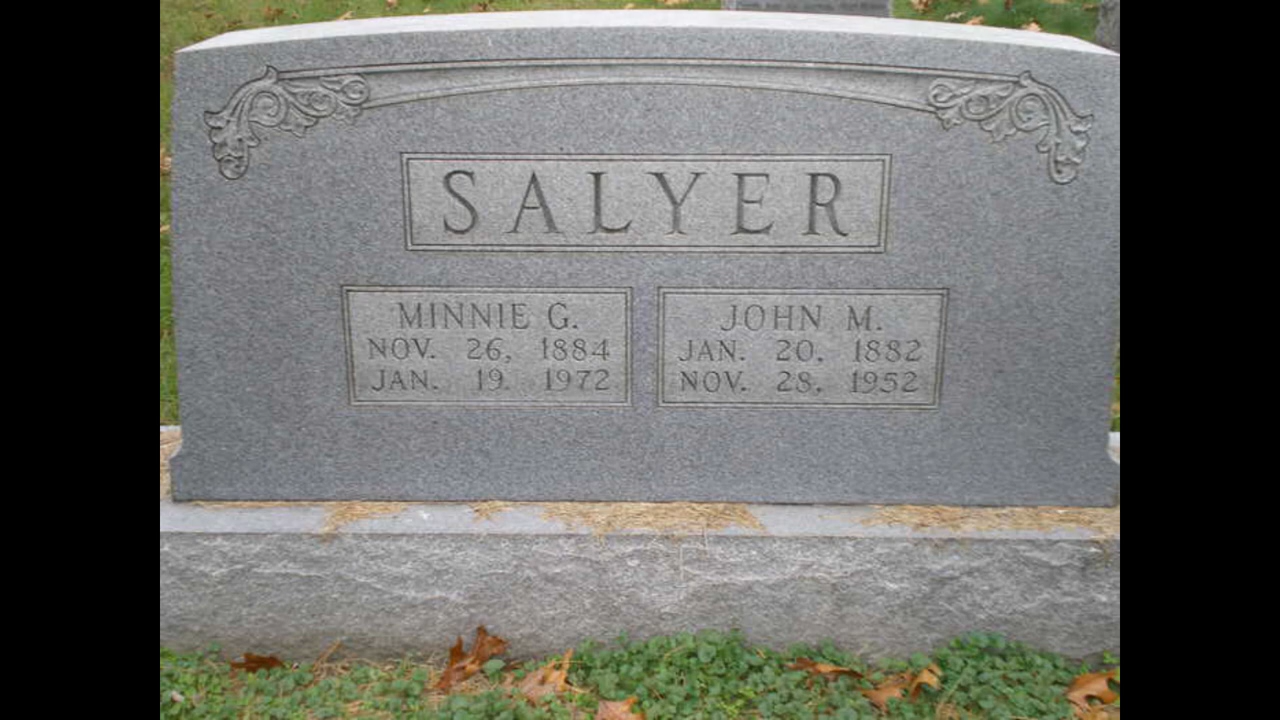 SALYER
MINNIE G.
NOV. 26, 1884
JAN. 19. 1972
JOHN M.
JAN. 20. 1882
NOV. 28. 1952